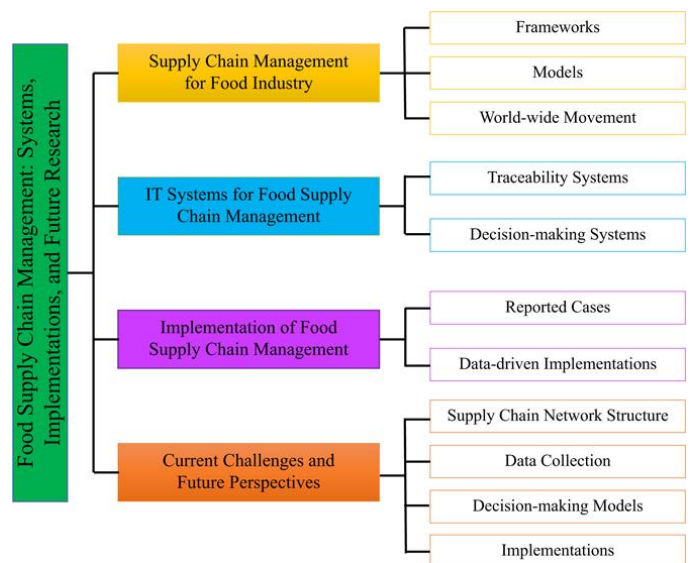 Food Supply Chain Management: Systems,
Implementations, and Future Research
Supply Chain Management
for Food Industry
Frameworks
Models
World-wide Movement
IT Systems for Food Supply
Chain Management
Traceability Systems
Decision-making Systems
Implementation of Food
Supply Chain Management
Reported Cases
Data-driven Implementations
Current Challenges and
Future Perspectives
Supply Chain Network Structure
Data Collection
Decision-making Models
Implementations